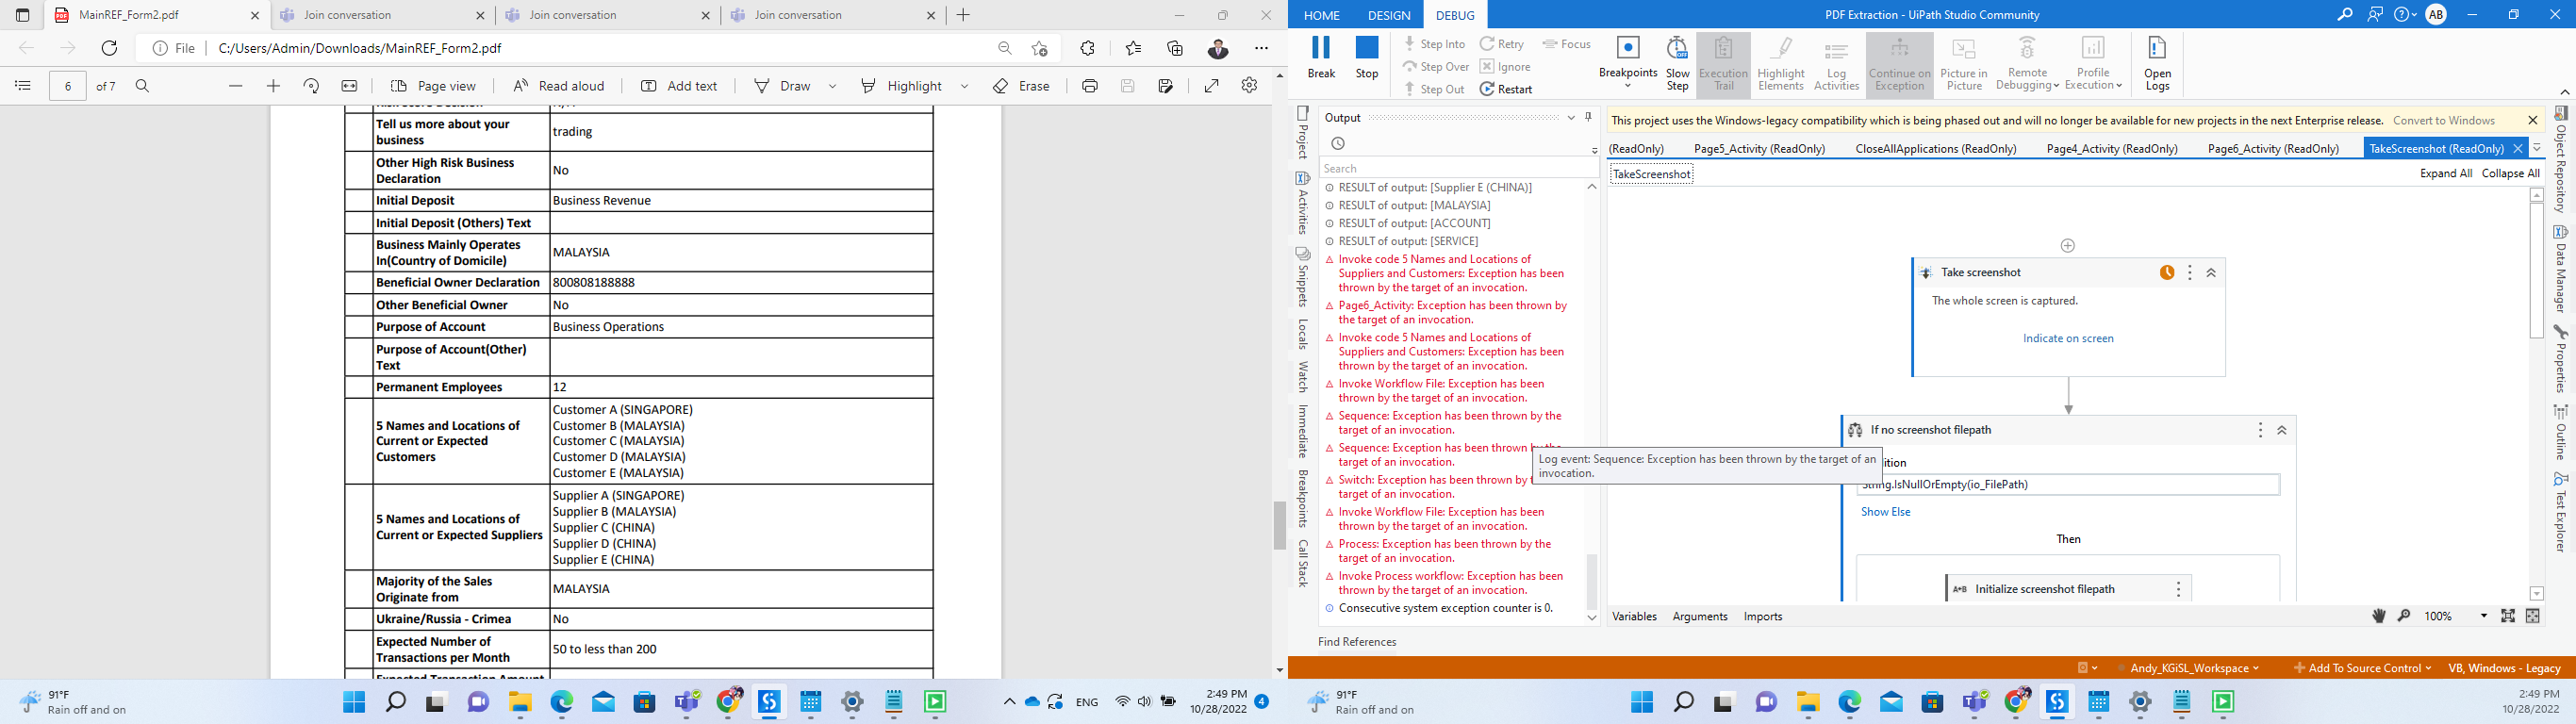 MainREF_Form2.pdf
Join conversation
Join conversation
Join conversation
File
C:/Users/Admin/Downloads/MainREF_Form2.pdf
6
of 7
Page view
Read aloud
Add text
Draw
Highlight
Erase
Tell us more about your
business
trading
Other High Risk Business
Declaration
No
Initial Deposit
Business Revenue
Initial Deposit (Others) Text
Business Mainly Operates
In(Country of Domicile)
MALAYSIA
Beneficial Owner Declaration
800808188888
Other Beneficial Owner
No
Purpose of Account
Business Operations
Purpose of Account(Other)
Text
Permanent Employees
12
5 Names and Locations of
Current or Expected
Customers
Customer A (SINGAPORE)
Customer B (MALAYSIA)
Customer C (MALAYSIA)
Customer D (MALAYSIA)
Customer E (MALAYSIA)
5 Names and Locations of
Current or Expected Suppliers
Supplier A (SINGAPORE)
Supplier B (MALAYSIA)
Supplier C (CHINA)
Supplier D (CHINA)
Supplier E (CHINA)
Majority of the Sales
Originate from
MALAYSIA
Ukraine/Russia - Crimea
No
Expected Number of
Transactions per Month
50 to less than 200
91°F
Rain off and on
ENG
2:49 PM
10/28/2022
4
HOME
DESIGN
DEBUG
PDF Extraction - UiPath Studio Community
AB
Break
Stop
Step Into
Step Over
Step Out
Retry
Ignore
Restart
Focus
Breakpoints
Slow
Step
Execution
Trail
Highlight
Elements
Log
Activities
Continue on
Exception
Picture in
Picture
Remote
Debugging
Profile
Execution
Open
Logs
Project
Activities
Snippets
Locals
Watch
Immediate
Breakpoints
Call Stack
Output
Search
RESULT of output: [Supplier E (CHINA)]
RESULT of output: [MALAYSIA]
RESULT of output: [ACCOUNT]
RESULT of output: [SERVICE]
Invoke code 5 Names and Locations of
Suppliers and Customers: Exception has been
thrown by the target of an invocation.
Page6_Activity: Exception has been thrown by
the target of an invocation.
Invoke code 5 Names and Locations of
Suppliers and Customers: Exception has been
thrown by the target of an invocation.
Invoke Workflow File: Exception has been
thrown by the target of an invocation.
Sequence: Exception has been thrown by the
target of an invocation.
Sequence: Exception has been thrown by the
target of an invocation.
Switch: Exception has been thrown by
target of an invocation.
Invoke Workflow File: Exception has been
thrown by the target of an invocation.
Process: Exception has been thrown by the
target of an invocation.
Invoke Process workflow: Exception has been
thrown by the target of an invocation.
Consecutive system exception counter is 0.
Find References
Log event: Sequence: Exception has been thrown by the target of an
invocation.
This project uses the Windows-legacy compatibility which is being phased out and will no longer be available for new projects in the next Enterprise release.
Convert to Windows
(ReadOnly)
Page5_Activity (ReadOnly)
CloseAllApplications (ReadOnly)
Page4_Activity (ReadOnly)
Page6_Activity (ReadOnly)
TakeScreenshot (ReadOnly)
TakeScreenshot
Expand All
Collapse All
Take screenshot
The whole screen is captured.
Indicate on screen
If no screenshot filepath
String.IsNullOrEmpty(io_FilePath)
Show Else
Then
A+B
Initialize screenshot filepath
Variables
Arguments
Imports
100%
Object Repository
Data Manager
Properties
Outline
Test Explorer
Andy_KGiSL_Workspace
Add To Source Control
VB, Windows - Legacy
91°F
Rain off and on
2:49 PM
10/28/2022